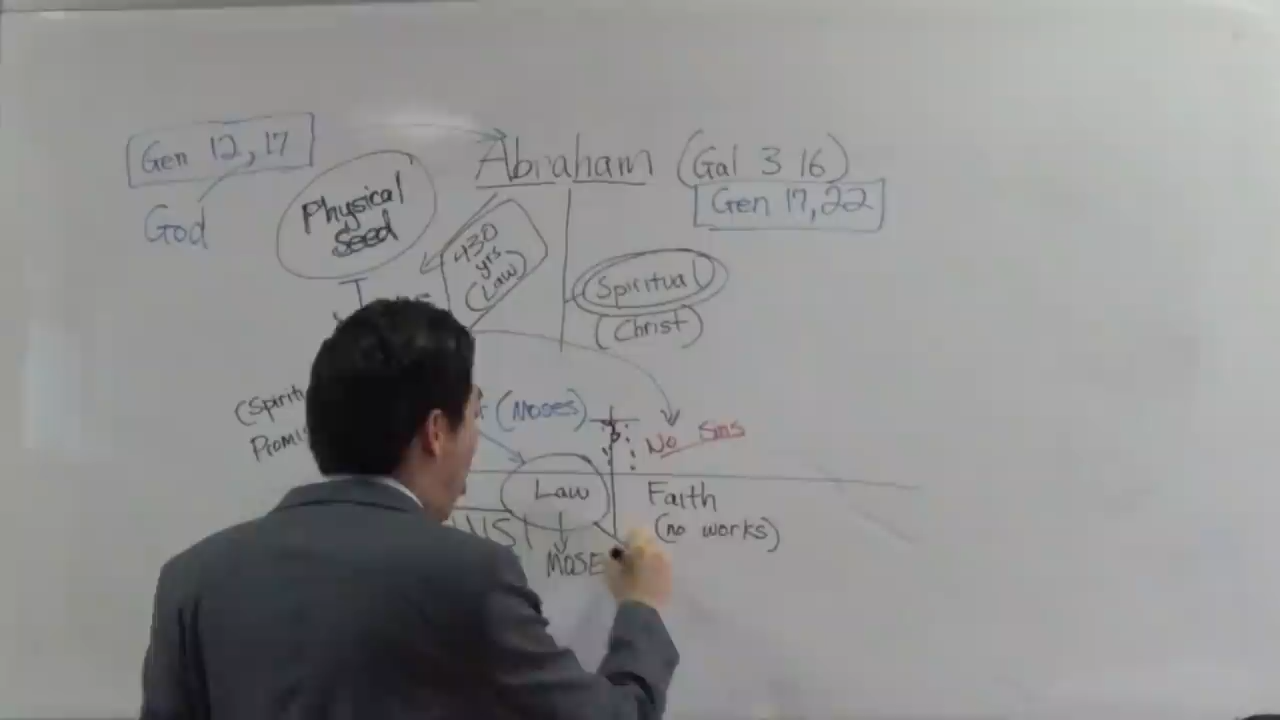 Gen 12, 17
Abraham (Gal 3 16)
Gen 17, 22
God
Physical
Seed
430
yrs
(Law)
(Spiritual)
(Christ)
(Moses)
No Sins
Law
Faith
(no works)
MOSE